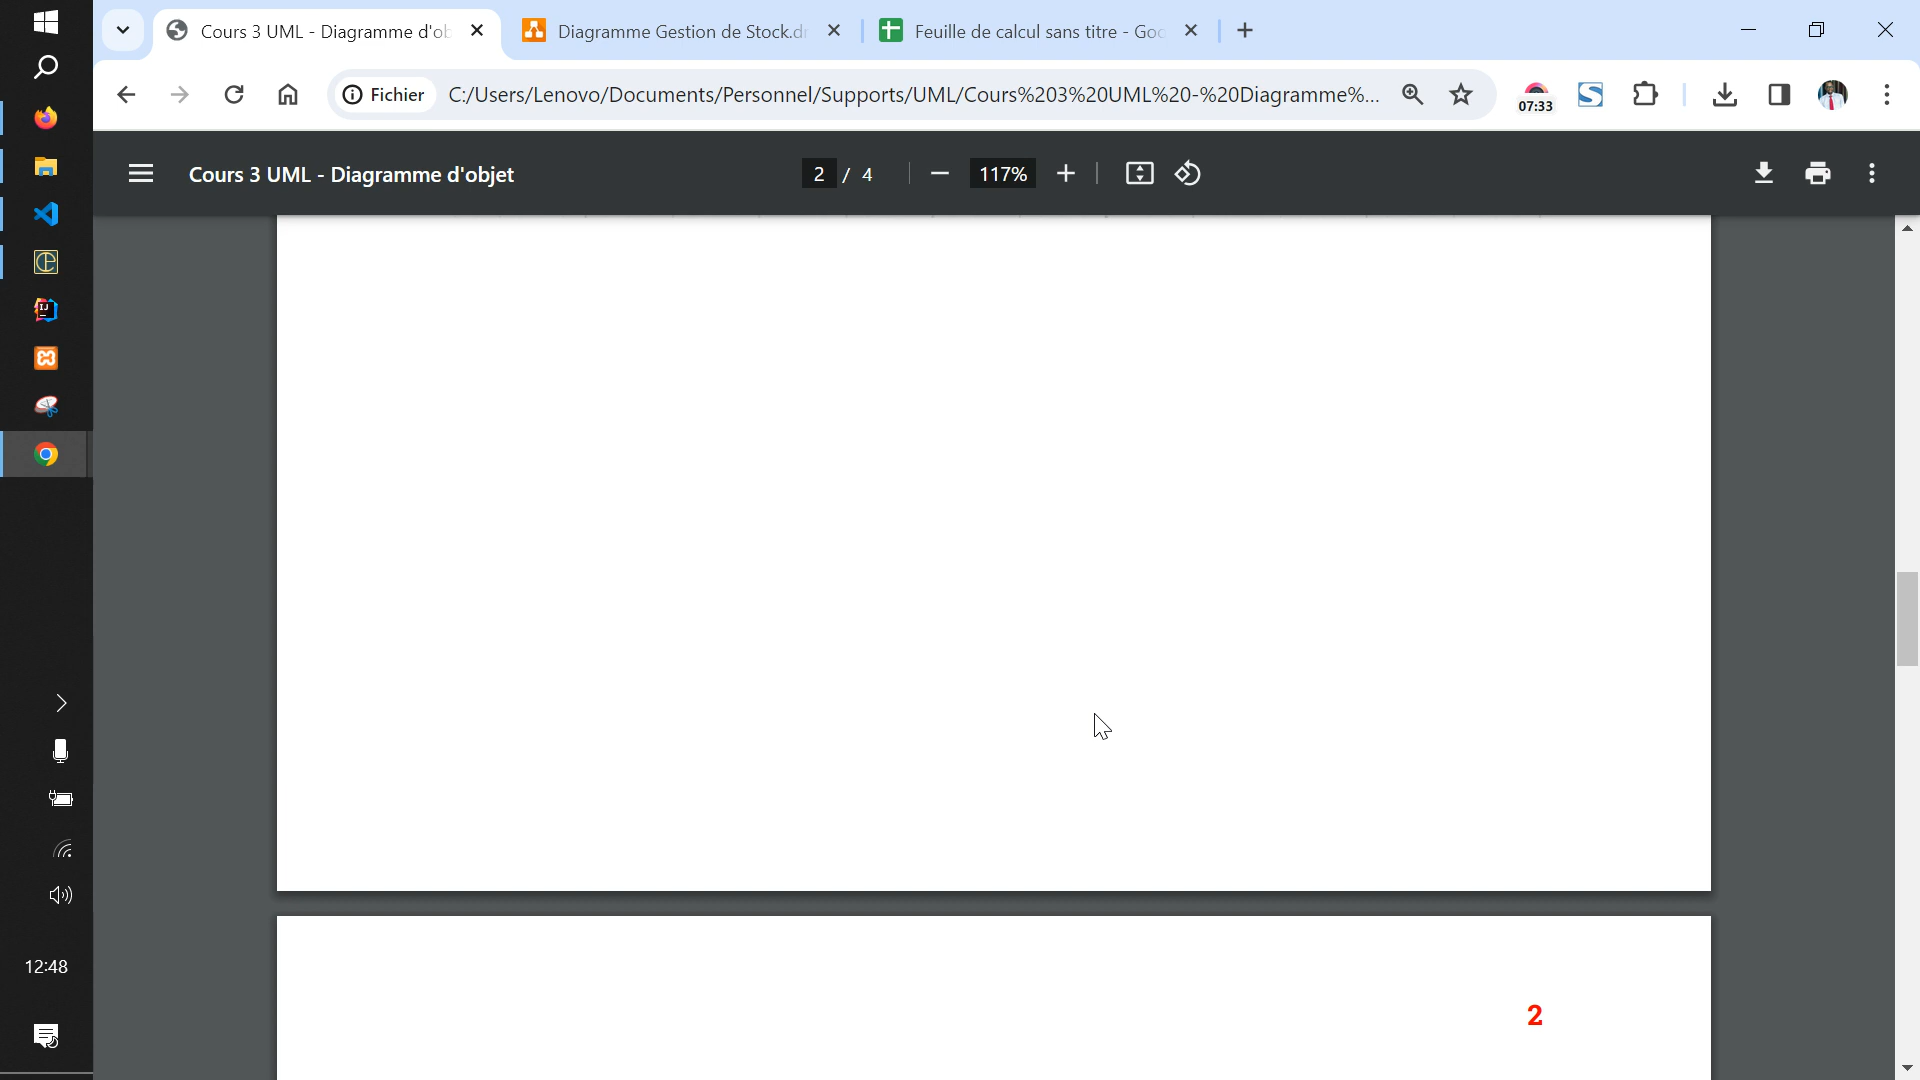 Cours 3 UML - Diagramme d'ob
Diagramme Gestion de Stock.dr
Feuille de calcul sans titre - Goo
Fichier
C:/Users/Lenovo/Documents/Personnel/Supports/UML/Cours%203%20UML%20-%20Diagramme%...
07:33
Cours 3 UML - Diagramme d'objet
2 / 4
117%
2
12:48